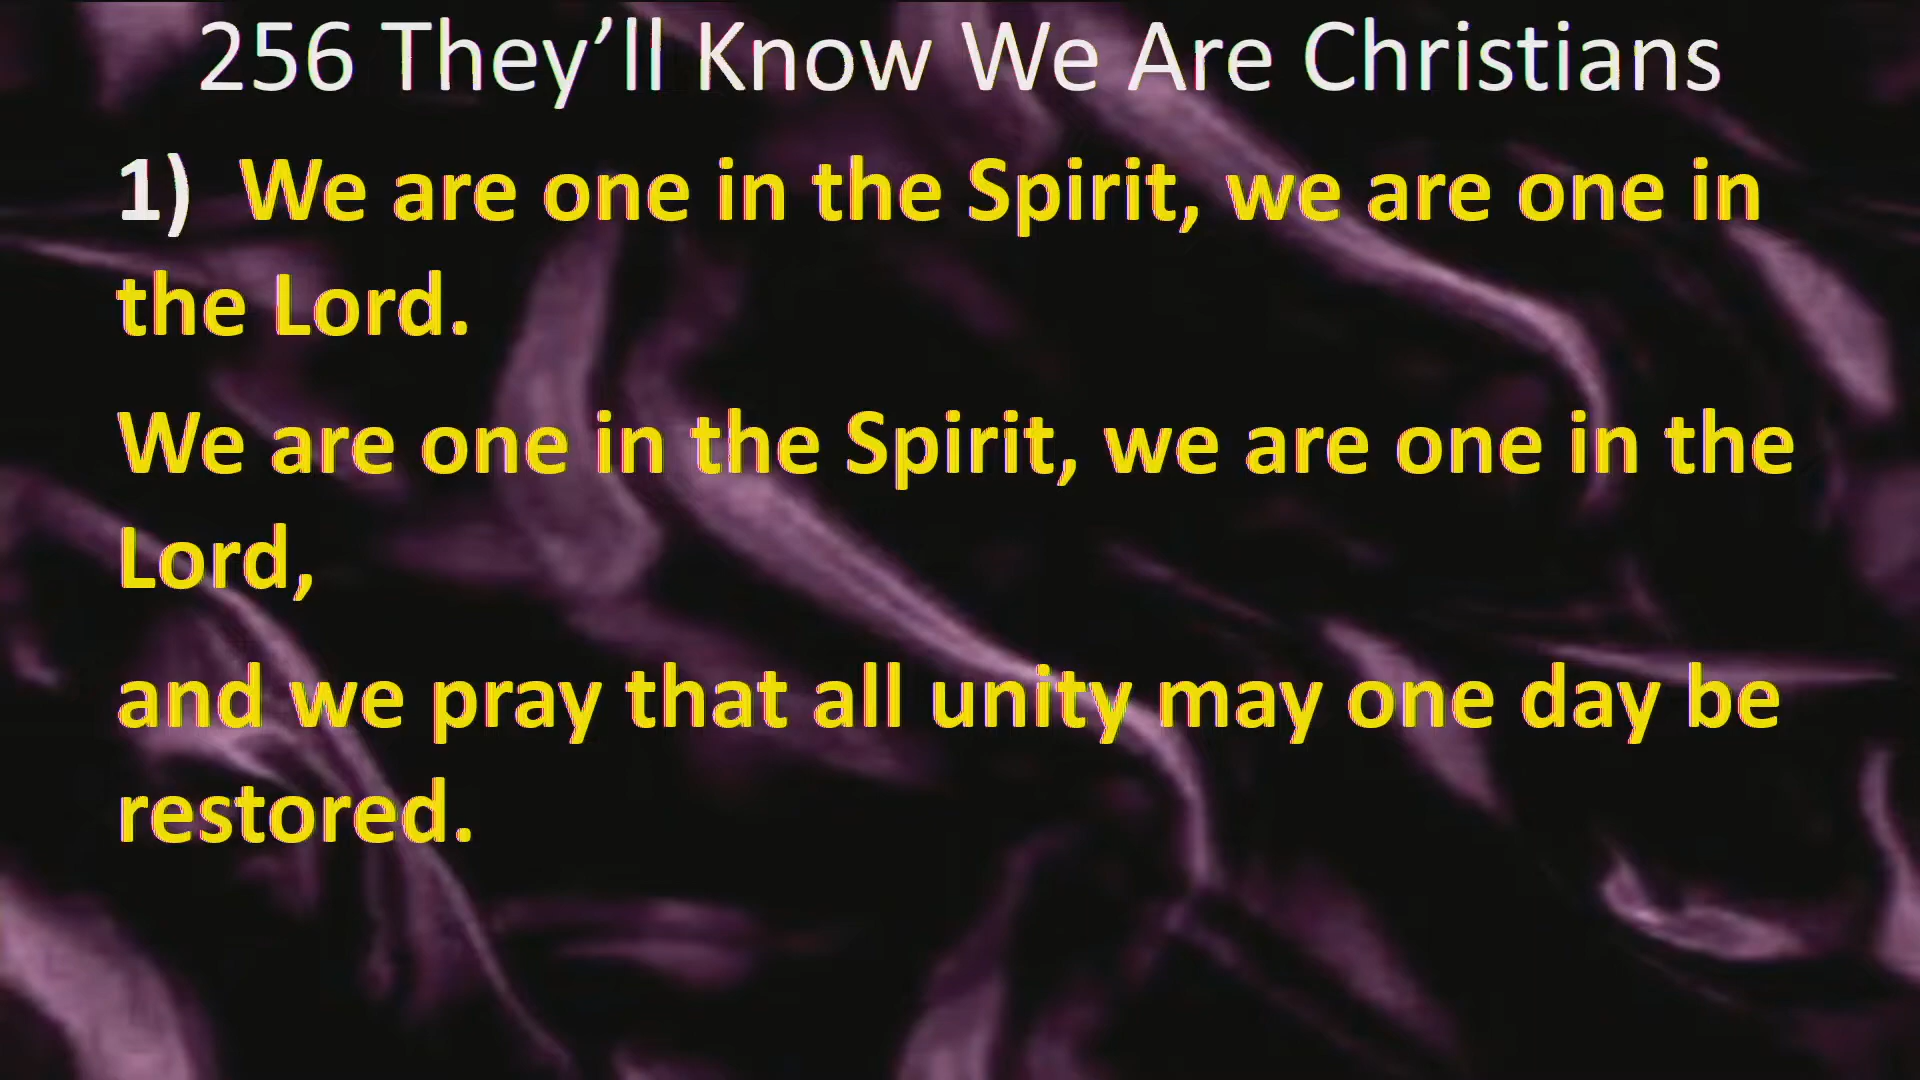 256 They’ll Know We Are Christians
1) We are one in the Spirit, we are one in
the Lord.
We are one in the Spirit, we are one in the
Lord,
and we pray that all unity may one day be
restored.